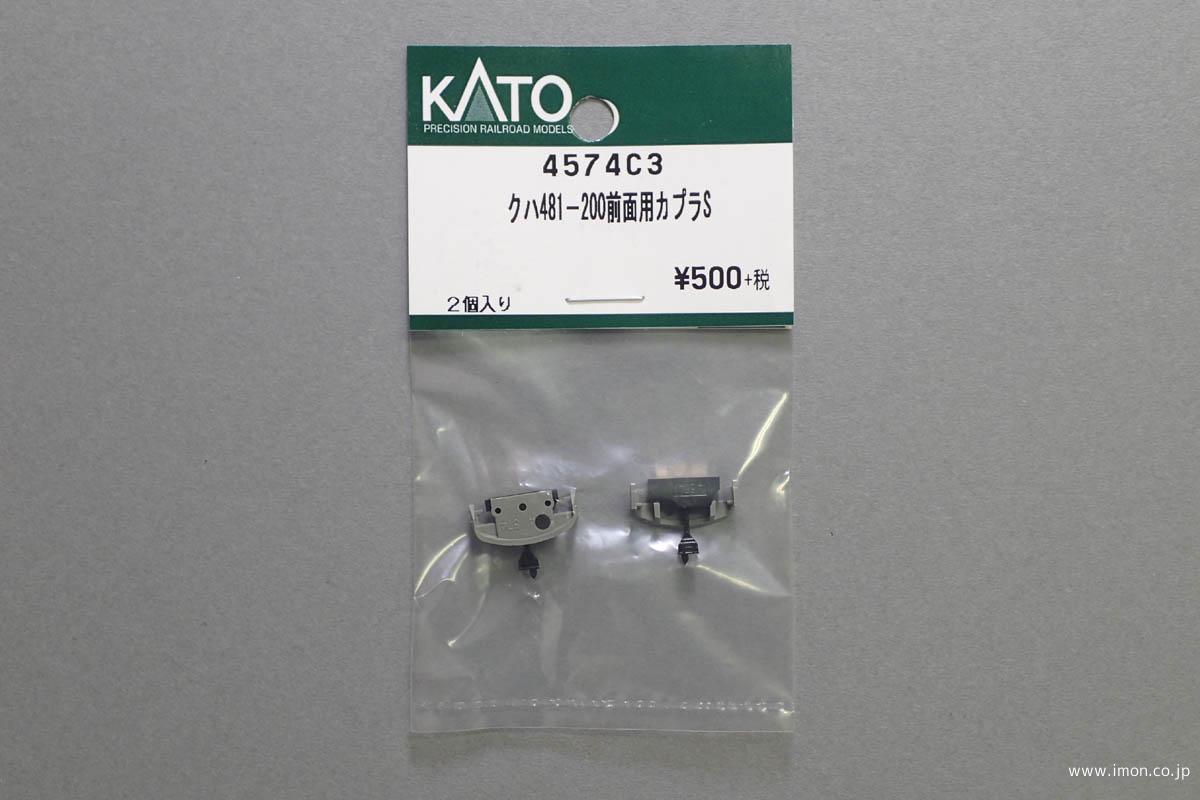 KATO
PRECISION RAILROAD MODELS
4574C3
クハ481-200前面用カプラS
¥500+税
2個入り
www.imon.co.jp